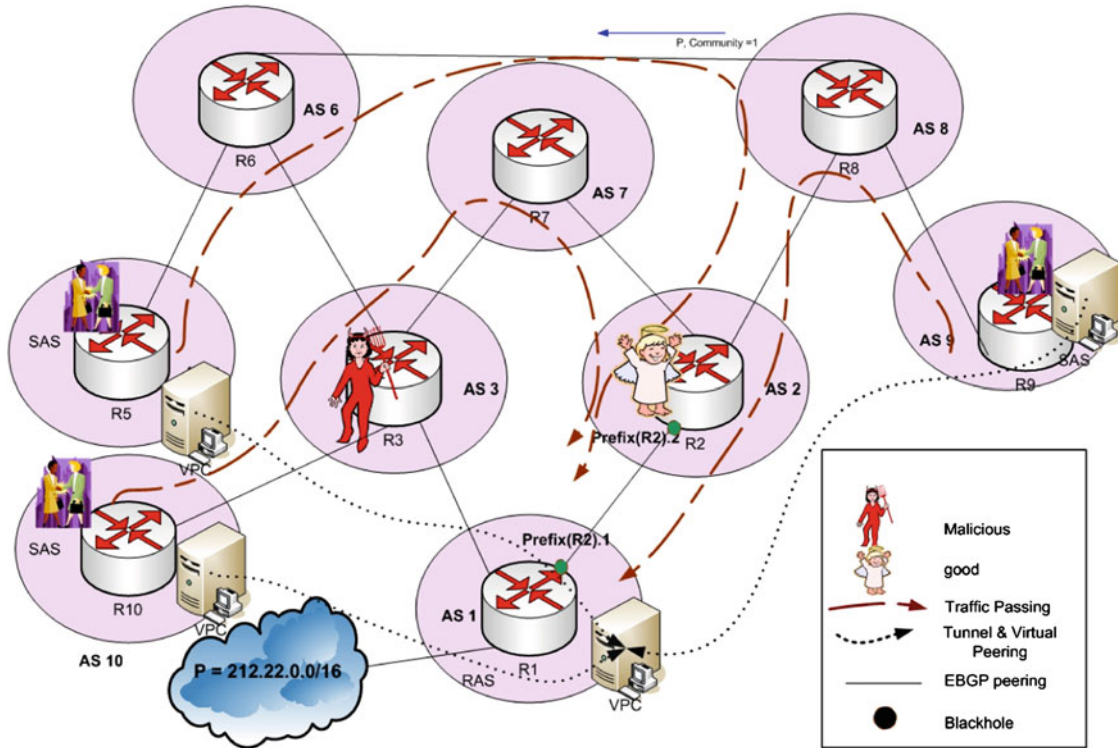 P, Community =1
AS 6
R6
AS 7
R7
AS 8
R8
SAS
R5
VPC
AS 3
R3
AS 2
R2
Prefix(R2).2
AS 9
R9
SAS
SAS
R10
VPC
AS 10
P = 212.22.0.0/16
Prefix(R2).1
AS 1
R1
RAS
VPC
Malicious
good
Traffic Passing
Tunnel & Virtual
Peering
EBGP peering
Blackhole